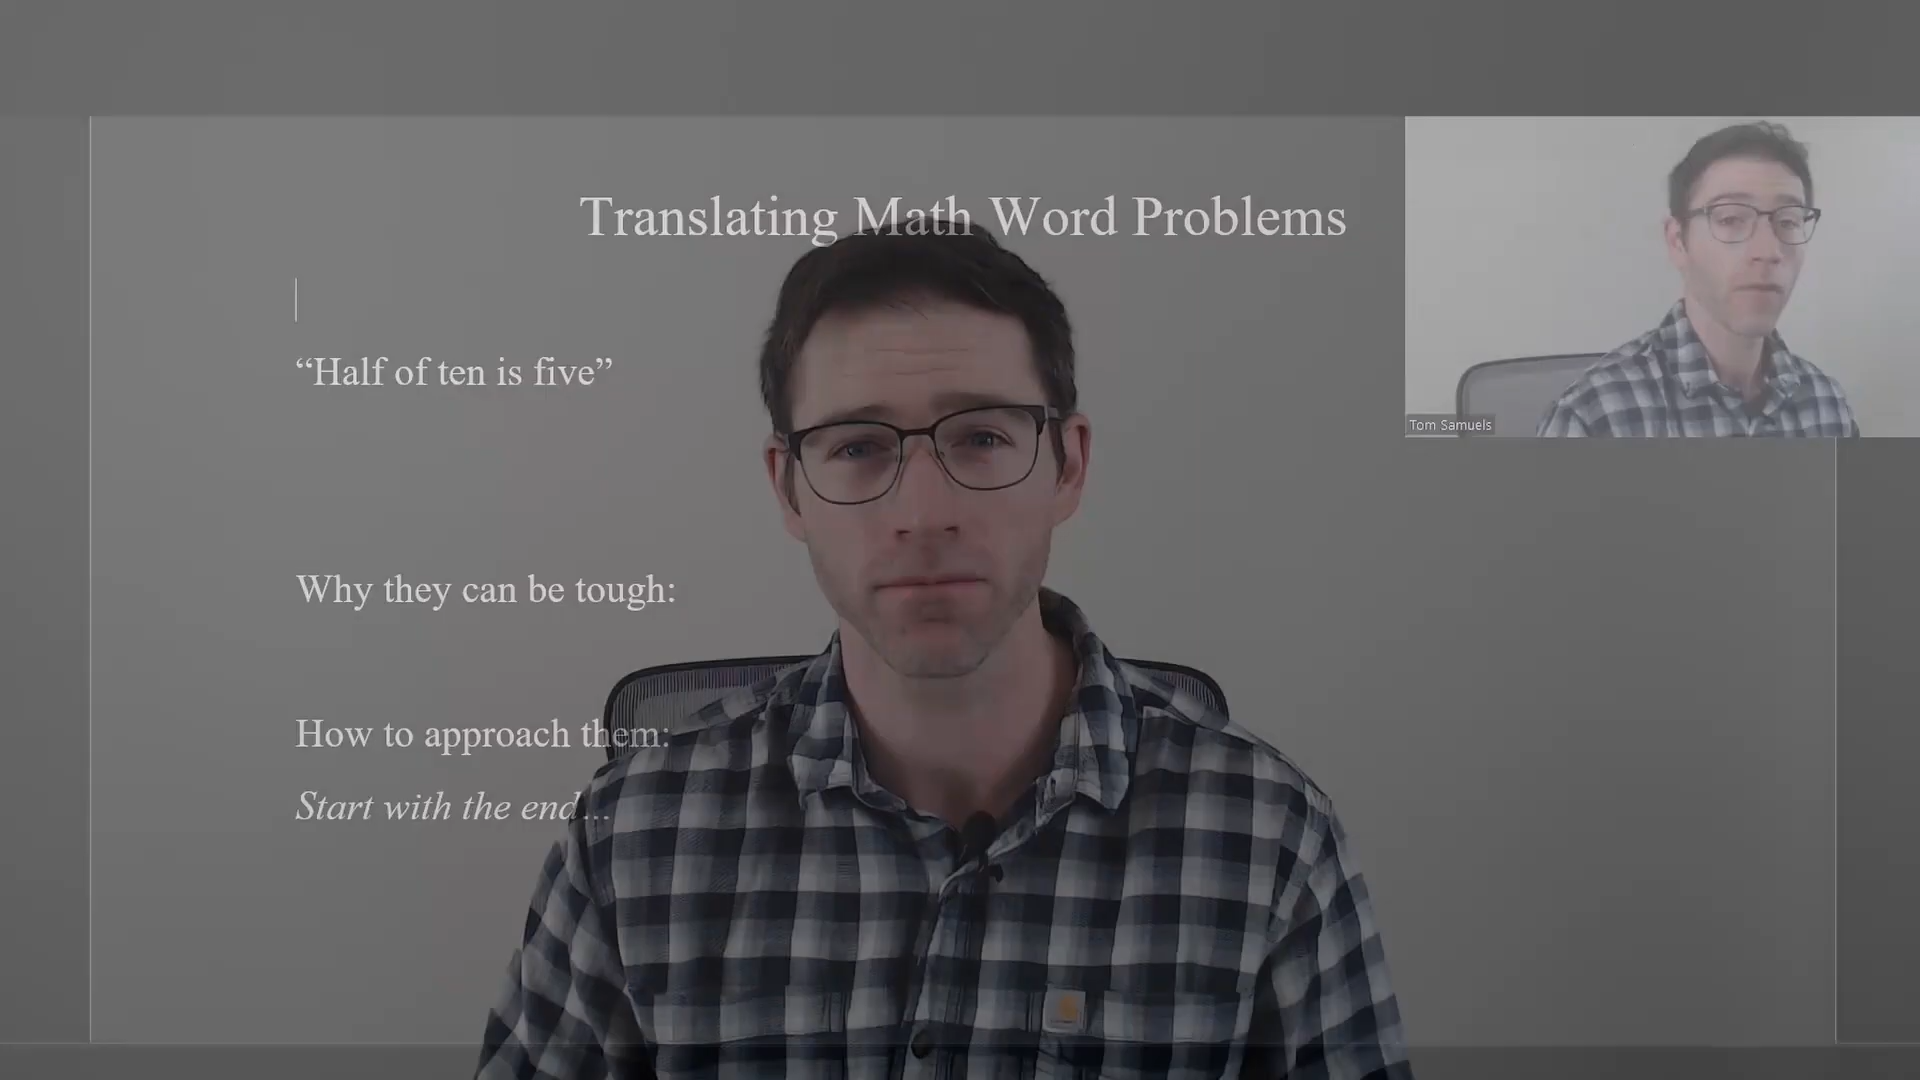 Translating Math Word Problems
“Half of ten is five”
Tom Samuels
Why they can be tough:
How to approach them:
Start with the end...